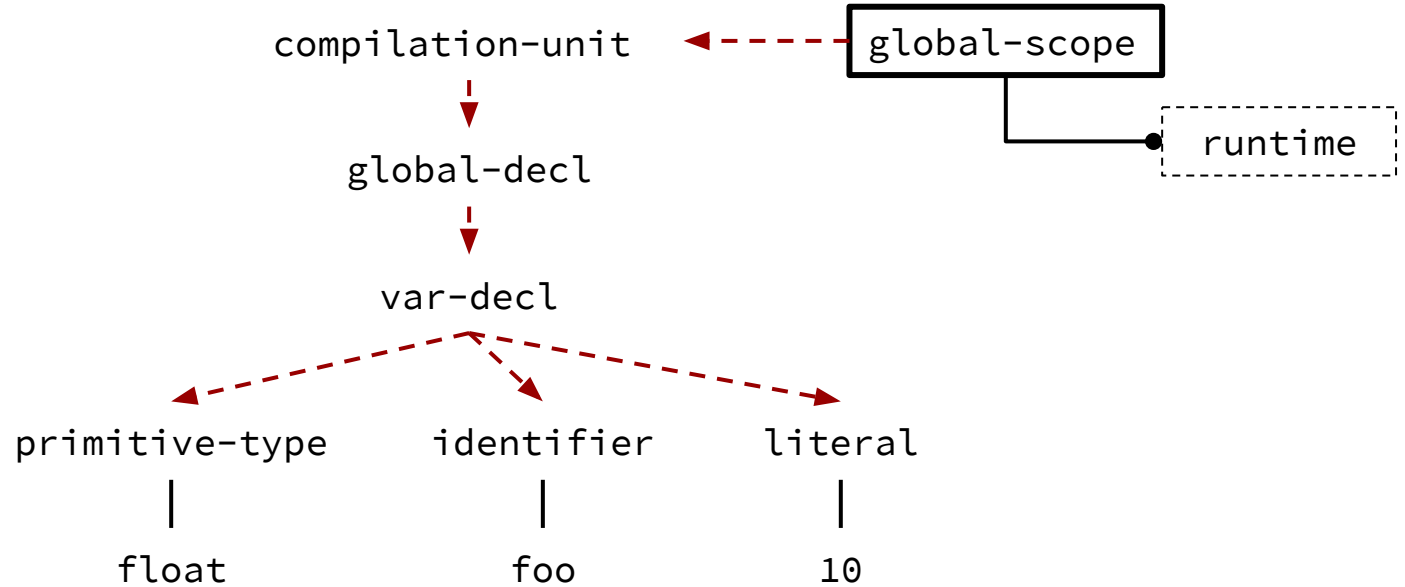 compilation-unit
global-scope
runtime
global-decl
var-decl
primitive-type
identifier
literal
float
foo
10